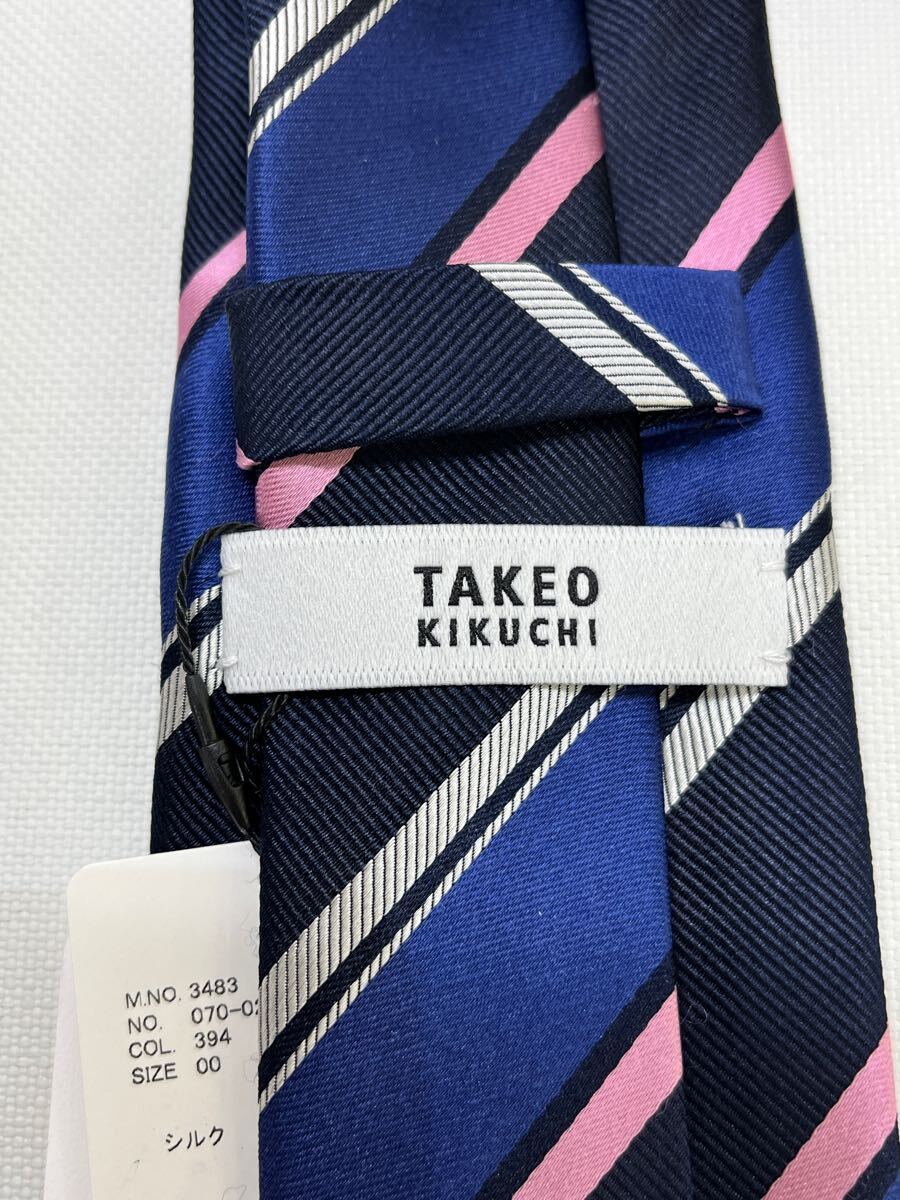 TAKEO
KIKUCHI
M.NO. 3483
NO. 070-02
COL. 394
SIZE 00
シルク